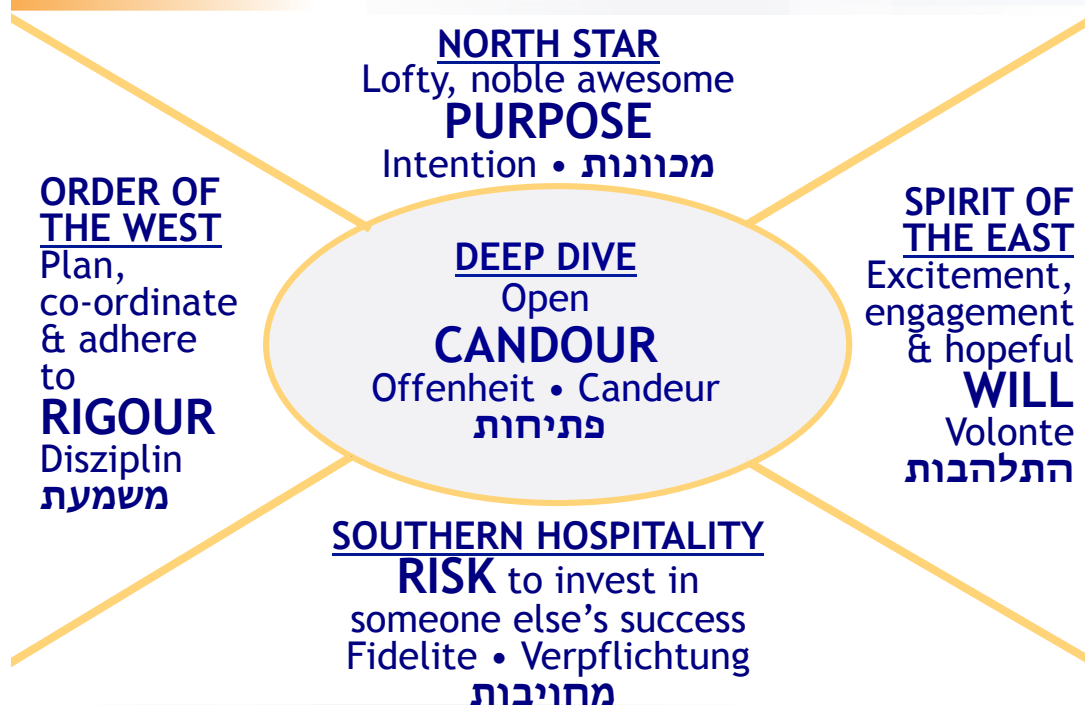 NORTH STAR
Lofty, noble awesome
PURPOSE
Intention • מכוונות
ORDER OF
THE WEST
Plan,
co-ordinate
& adhere
to
RIGOUR
Disziplin
משמעת
DEEP DIVE
Open
CANDOUR
Offenheit • Candeur
פתיחות
SPIRIT OF
THE EAST
Excitement,
engagement
& hopeful
WILL
Volonte
התלהבות
SOUTHERN HOSPITALITY
RISK to invest in
someone else’s success
Fidelite • Verpflichtung
מחויבות